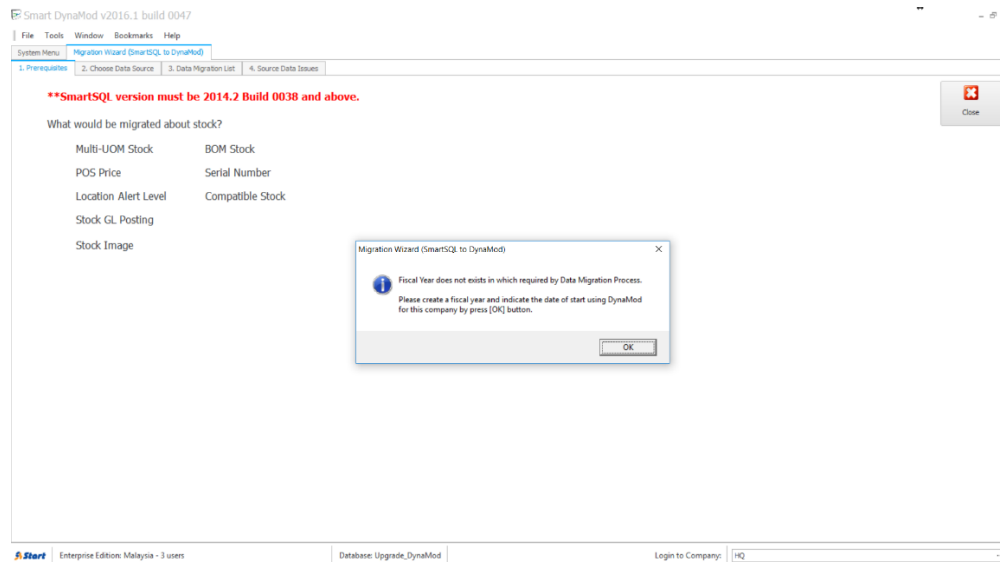 Smart DynaMod v2016.1 build 0047
File Tools Window Bookmarks Help
System Menu Migration Wizard (SmartSQL to DynaMod)
1. Prerequisites 2. Choose Data Source 3. Data Migration List 4. Source Data Issues
**SmartSQL version must be 2014.2 Build 0038 and above.
Close
What would be migrated about stock?
Multi-UOM Stock BOM Stock
POS Price Serial Number
Location Alert Level Compatible Stock
Stock GL Posting
Stock Image
Migration Wizard (SmartSQL to DynaMod)
Fiscal Year does not exists in which required by Data Migration Process.
Please create a fiscal year and indicate the date of start using DynaMod
for this company by press [OK] button.
OK
Start Enterprise Edition: Malaysia - 3 users Database: Upgrade_DynaMod Login to Company: HQ